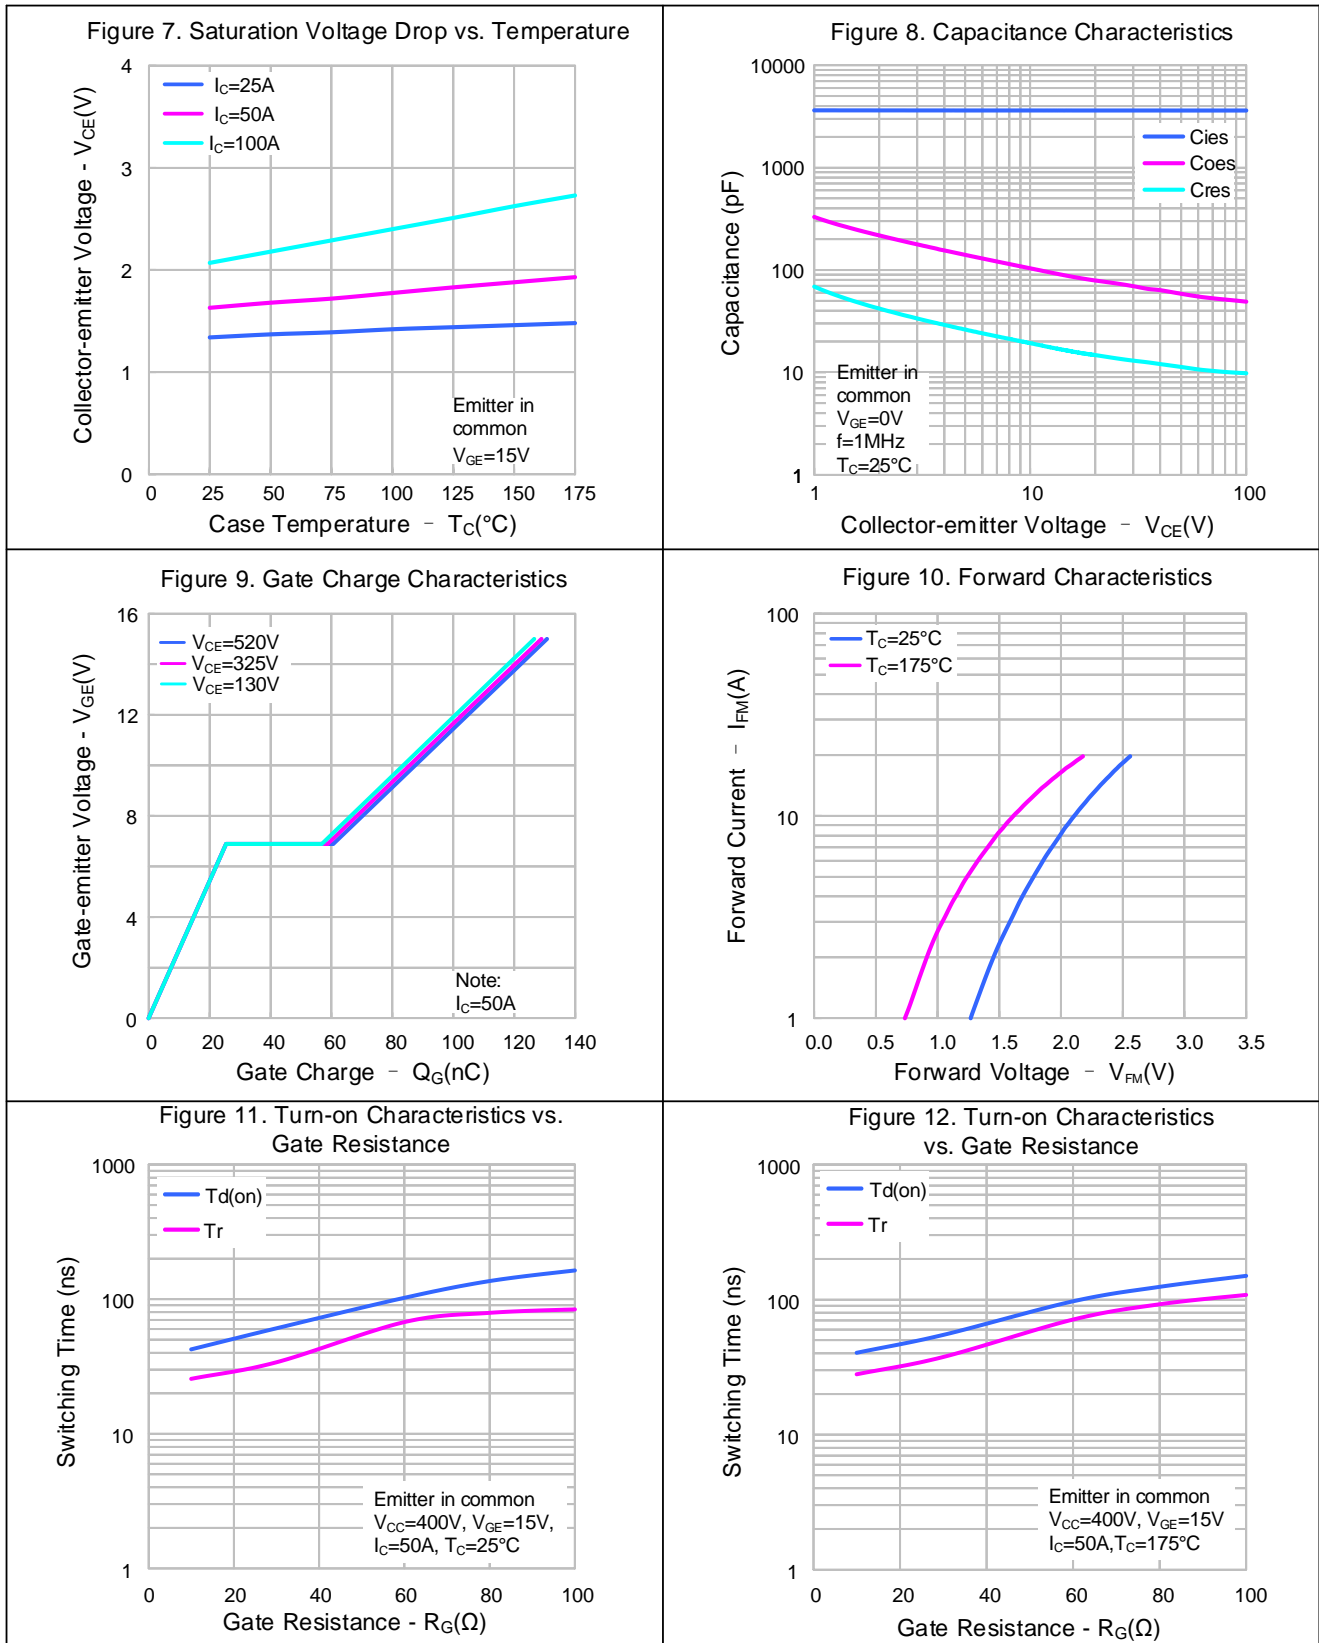 Figure 7. Saturation Voltage Drop vs. Temperature
Collector-emitter Voltage - VCE(V)
4
3
2
1
0
IC=25A
IC=50A
IC=100A
Emitter in
common
VGE=15V
0 25 50 75 100 125 150 175
Case Temperature – TC(°C)
Figure 8. Capacitance Characteristics
Capacitance (pF)
10000
1000
100
10
1
Cies
Coes
Cres
Emitter in
common
VGE=0V
f=1MHz
TC=25°C
1 10 100
Collector-emitter Voltage – VCE(V)
Figure 9. Gate Charge Characteristics
Gate-emitter Voltage - VGE(V)
16
12
8
4
0
VCE=520V
VCE=325V
VCE=130V
Note:
IC=50A
0 20 40 60 80 100 120 140
Gate Charge – QG(nC)
Figure 10. Forward Characteristics
Forward Current – IFM(A)
100
10
1
TC=25°C
TC=175°C
0.0 0.5 1.0 1.5 2.0 2.5 3.0 3.5
Forward Voltage – VFM(V)
Figure 11. Turn-on Characteristics vs.
Gate Resistance
Switching Time (ns)
1000
100
10
1
Td(on)
Tr
Emitter in common
VCC=400V, VGE=15V,
IC=50A, TC=25°C
0 20 40 60 80 100
Gate Resistance - RG(Ω)
Figure 12. Turn-on Characteristics
vs. Gate Resistance
Switching Time (ns)
1000
100
10
1
Td(on)
Tr
Emitter in common
VCC=400V, VGE=15V
IC=50A,TC=175°C
0 20 40 60 80 100
Gate Resistance - RG(Ω)